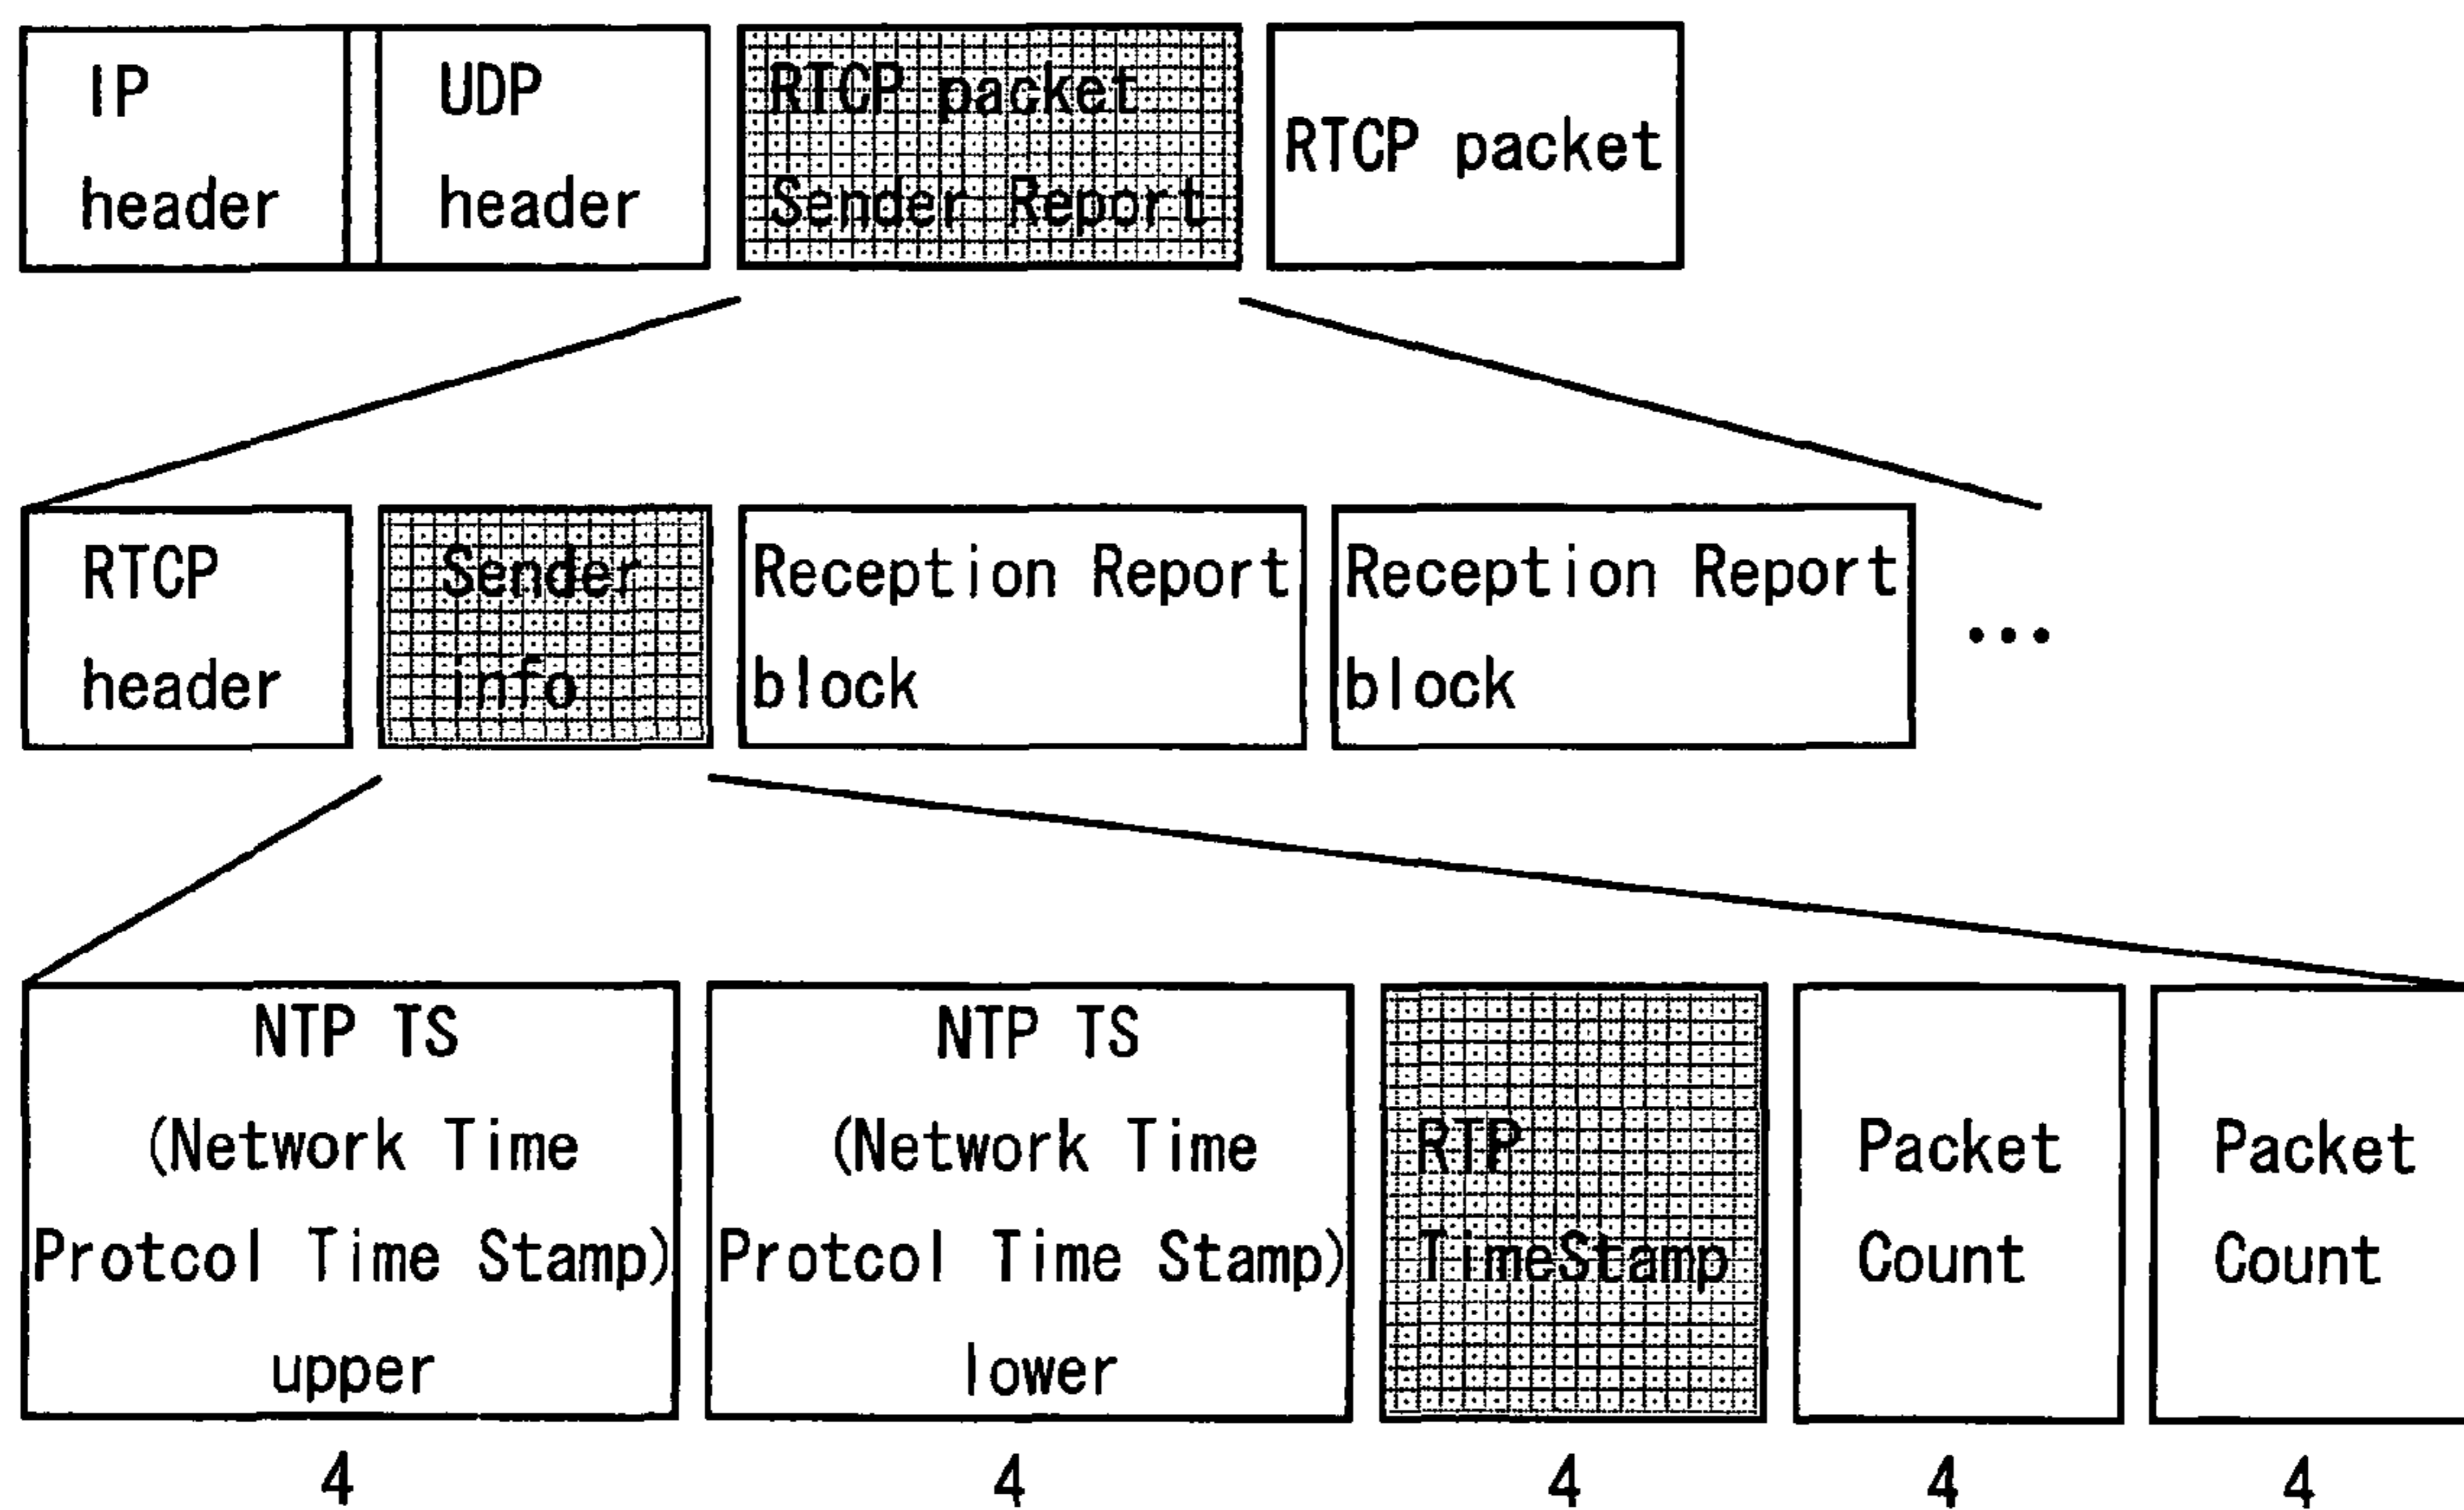 IP
header
UDP
header
RTCP packet
Sender Report
RTCP packet
RTCP
header
Sender
info
Reception Report
block
Reception Report
block
...
NTP TS
(Network Time
Protcol Time Stamp)
upper
NTP TS
(Network Time
Protcol Time Stamp)
lower
RTP
TimeStamp
Packet
Count
Packet
Count
4 4 4 4 4